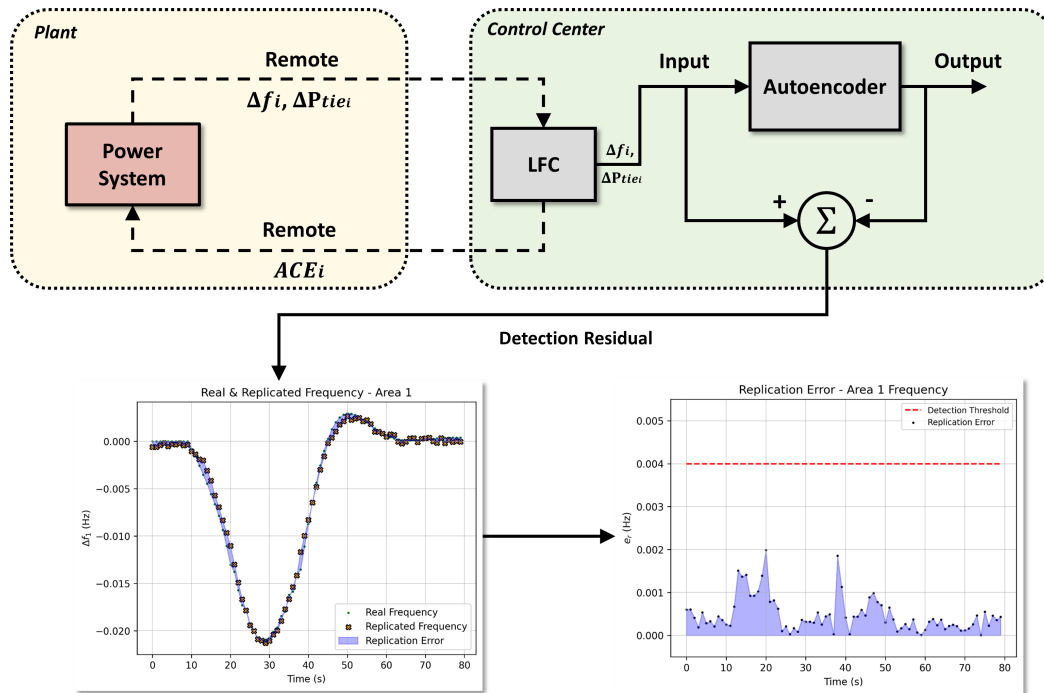 Plant
Control Center
Remote
Δfi, ΔPtiei
Power
System
Remote
ACEi
LFC
Δfi,
ΔPtiei
Input
Autoencoder
Output
+
-
Σ
Detection Residual
Real & Replicated Frequency - Area 1
0.000
−0.005
−0.010
−0.015
−0.020
Δf1 (Hz)
Real Frequency
Replicated Frequency
Replication Error
0 10 20 30 40 50 60 70 80
Time (s)
Replication Error - Area 1 Frequency
Detection Threshold
Replication Error
0.005
0.004
0.003
0.002
0.001
0.000
er (Hz)
0 10 20 30 40 50 60 70 80
Time (s)